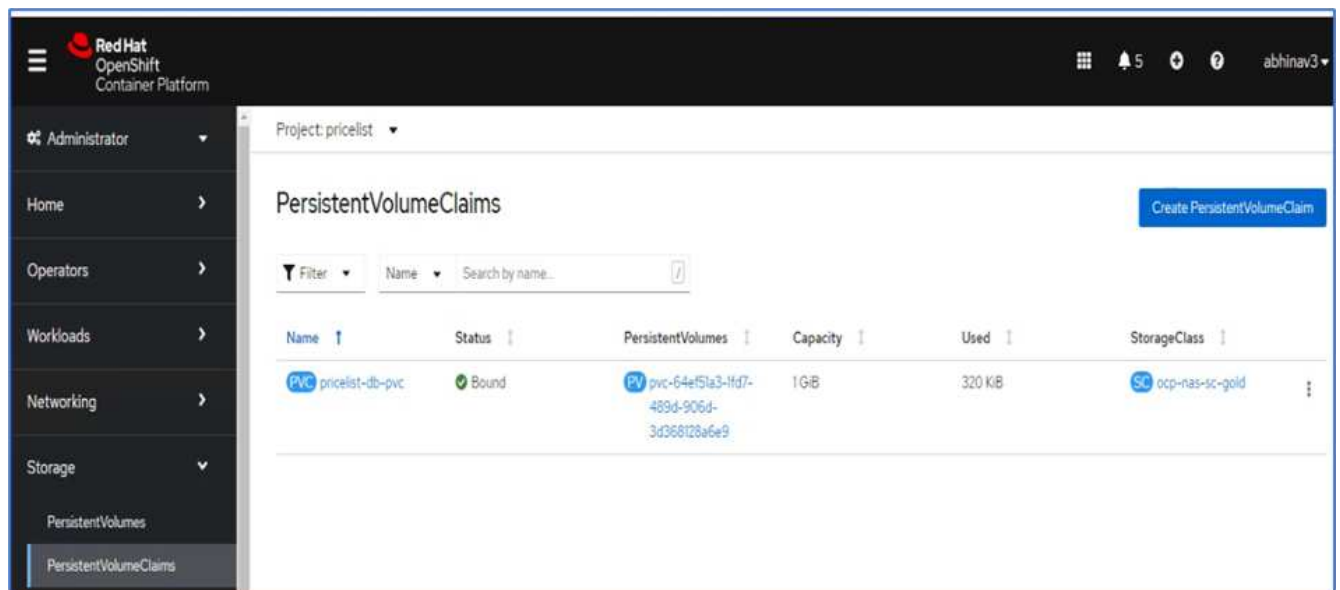 Red Hat
OpenShift
Container Platform
5
abhinav3
Administrator
Project: pricelist
Home
PersistentVolumeClaims
Create PersistentVolumeClaim
Operators
Filter Name Search by name... /
Workloads
Name Status PersistentVolumes Capacity Used StorageClass
PVC pricelist-db-pvc Bound PV pvc-64ef51a3-1fd7- 1 GiB 320 KiB SC ocp-nas-sc-gold
489d-906d-
3d368128a6e9
Networking
Storage
PersistentVolumes
PersistentVolumeClaims